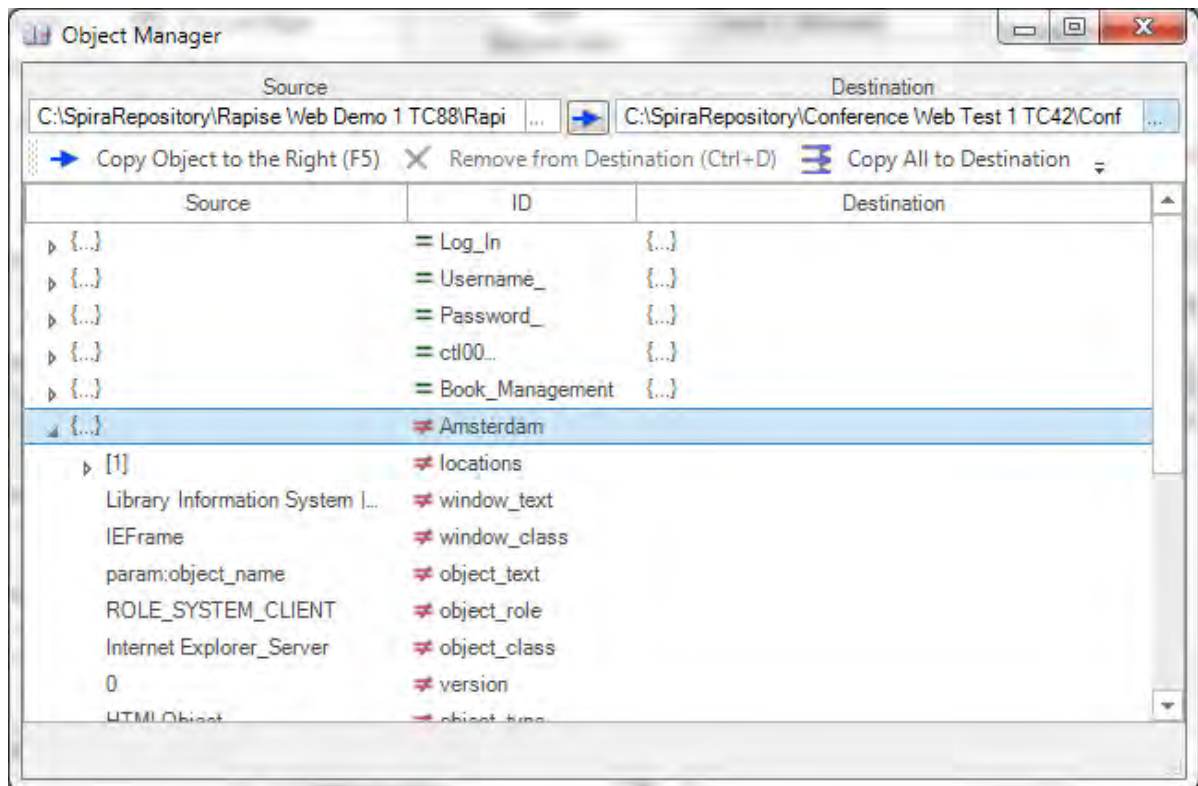 Object Manager
Source Destination
C:\SpiraRepository\Rapise Web Demo 1 TC88\Rapi ... C:\SpiraRepository\Conference Web Test 1 TC42\Conf ...
Copy Object to the Right (F5) Remove from Destination (Ctrl+D) Copy All to Destination
Source ID Destination
{...} = Log_In {...}
{...} = Username_ {...}
{...} = Password_ {...}
{...} = ctl00... {...}
{...} = Book_Management {...}
{...} ≠ Amsterdam
[1] ≠ locations
Library Information System |... ≠ window_text
IEFrame ≠ window_class
param:object_name ≠ object_text
ROLE_SYSTEM_CLIENT ≠ object_role
Internet Explorer_Server ≠ object_class
0 ≠ version
HTMLObject ≠ object_type